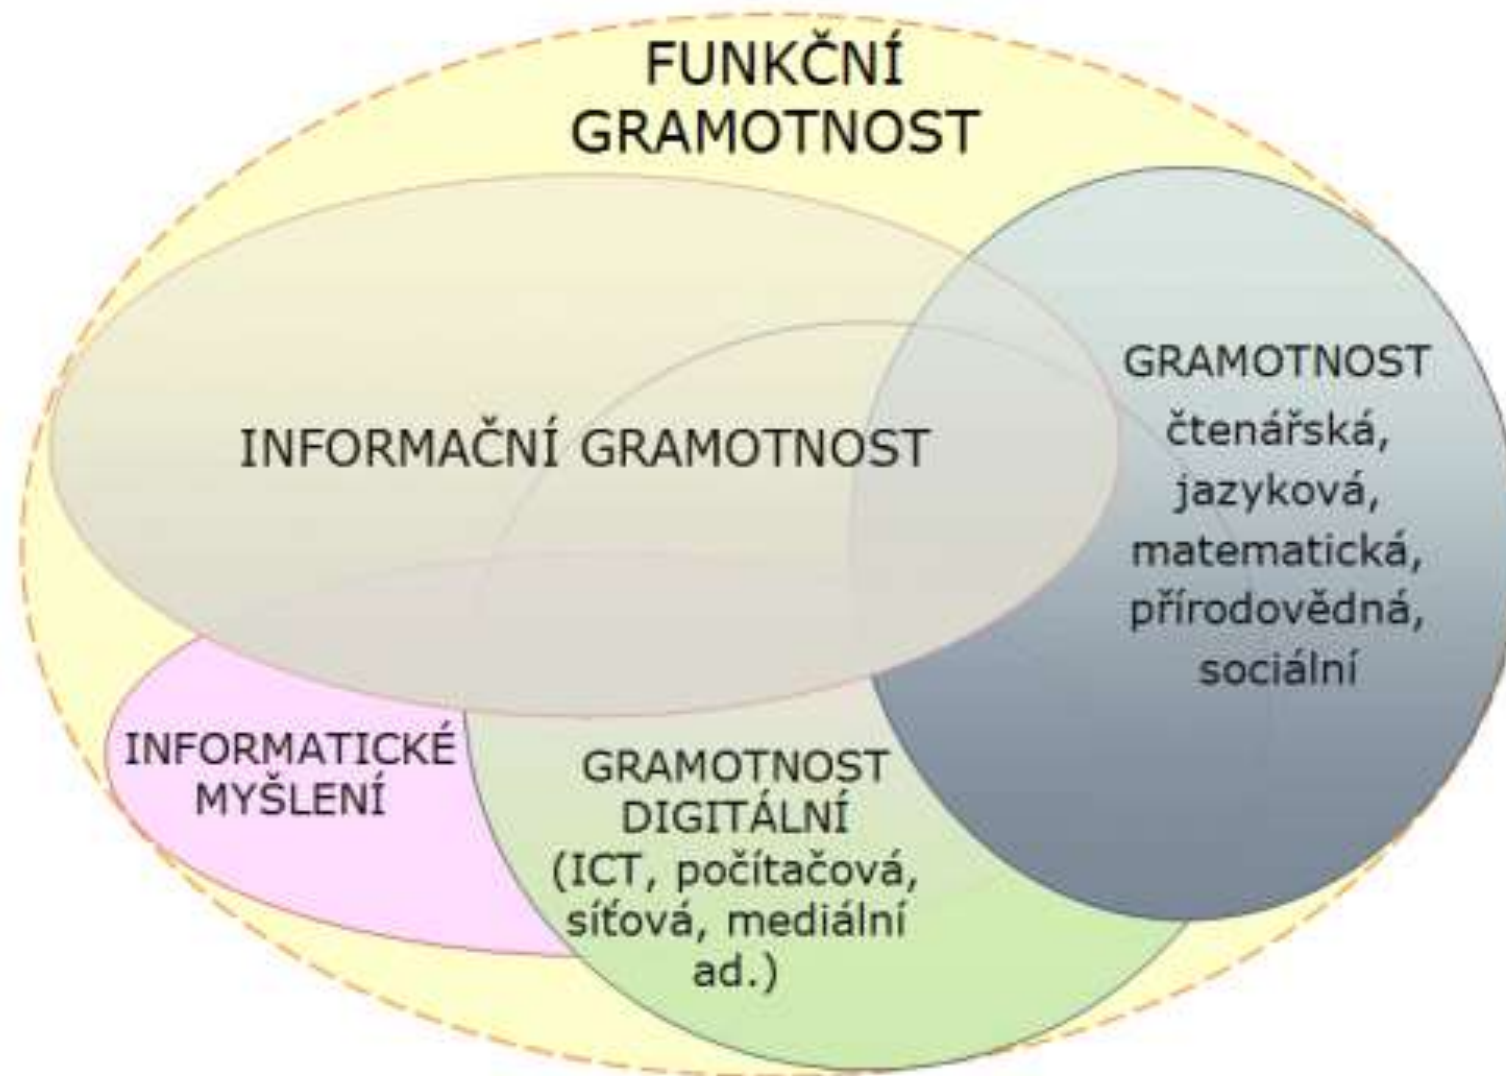 FUNKČNÍ
GRAMOTNOST
INFORMAČNÍ GRAMOTNOST
GRAMOTNOST
čtenářská,
jazyková,
matematická,
přírodovědná,
sociální
INFORMATICKÉ
MYŠLENÍ
GRAMOTNOST
DIGITÁLNÍ
(ICT, počítačová,
síťová, mediální
ad.)